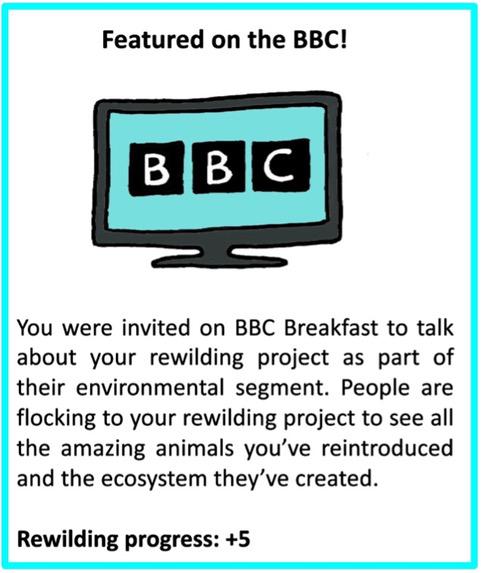 Featured on the BBC!
BBC
You were invited on BBC Breakfast to talk
about your rewilding project as part of
their environmental segment. People are
flocking to your rewilding project to see all
the amazing animals you’ve reintroduced
and the ecosystem they’ve created.
Rewilding progress: +5